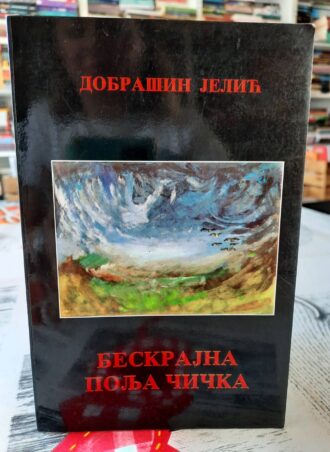 ДОБРАШИН ЈЕЛИЋ
БЕСКРАЈНА
ПОЉА ЧИЧКА